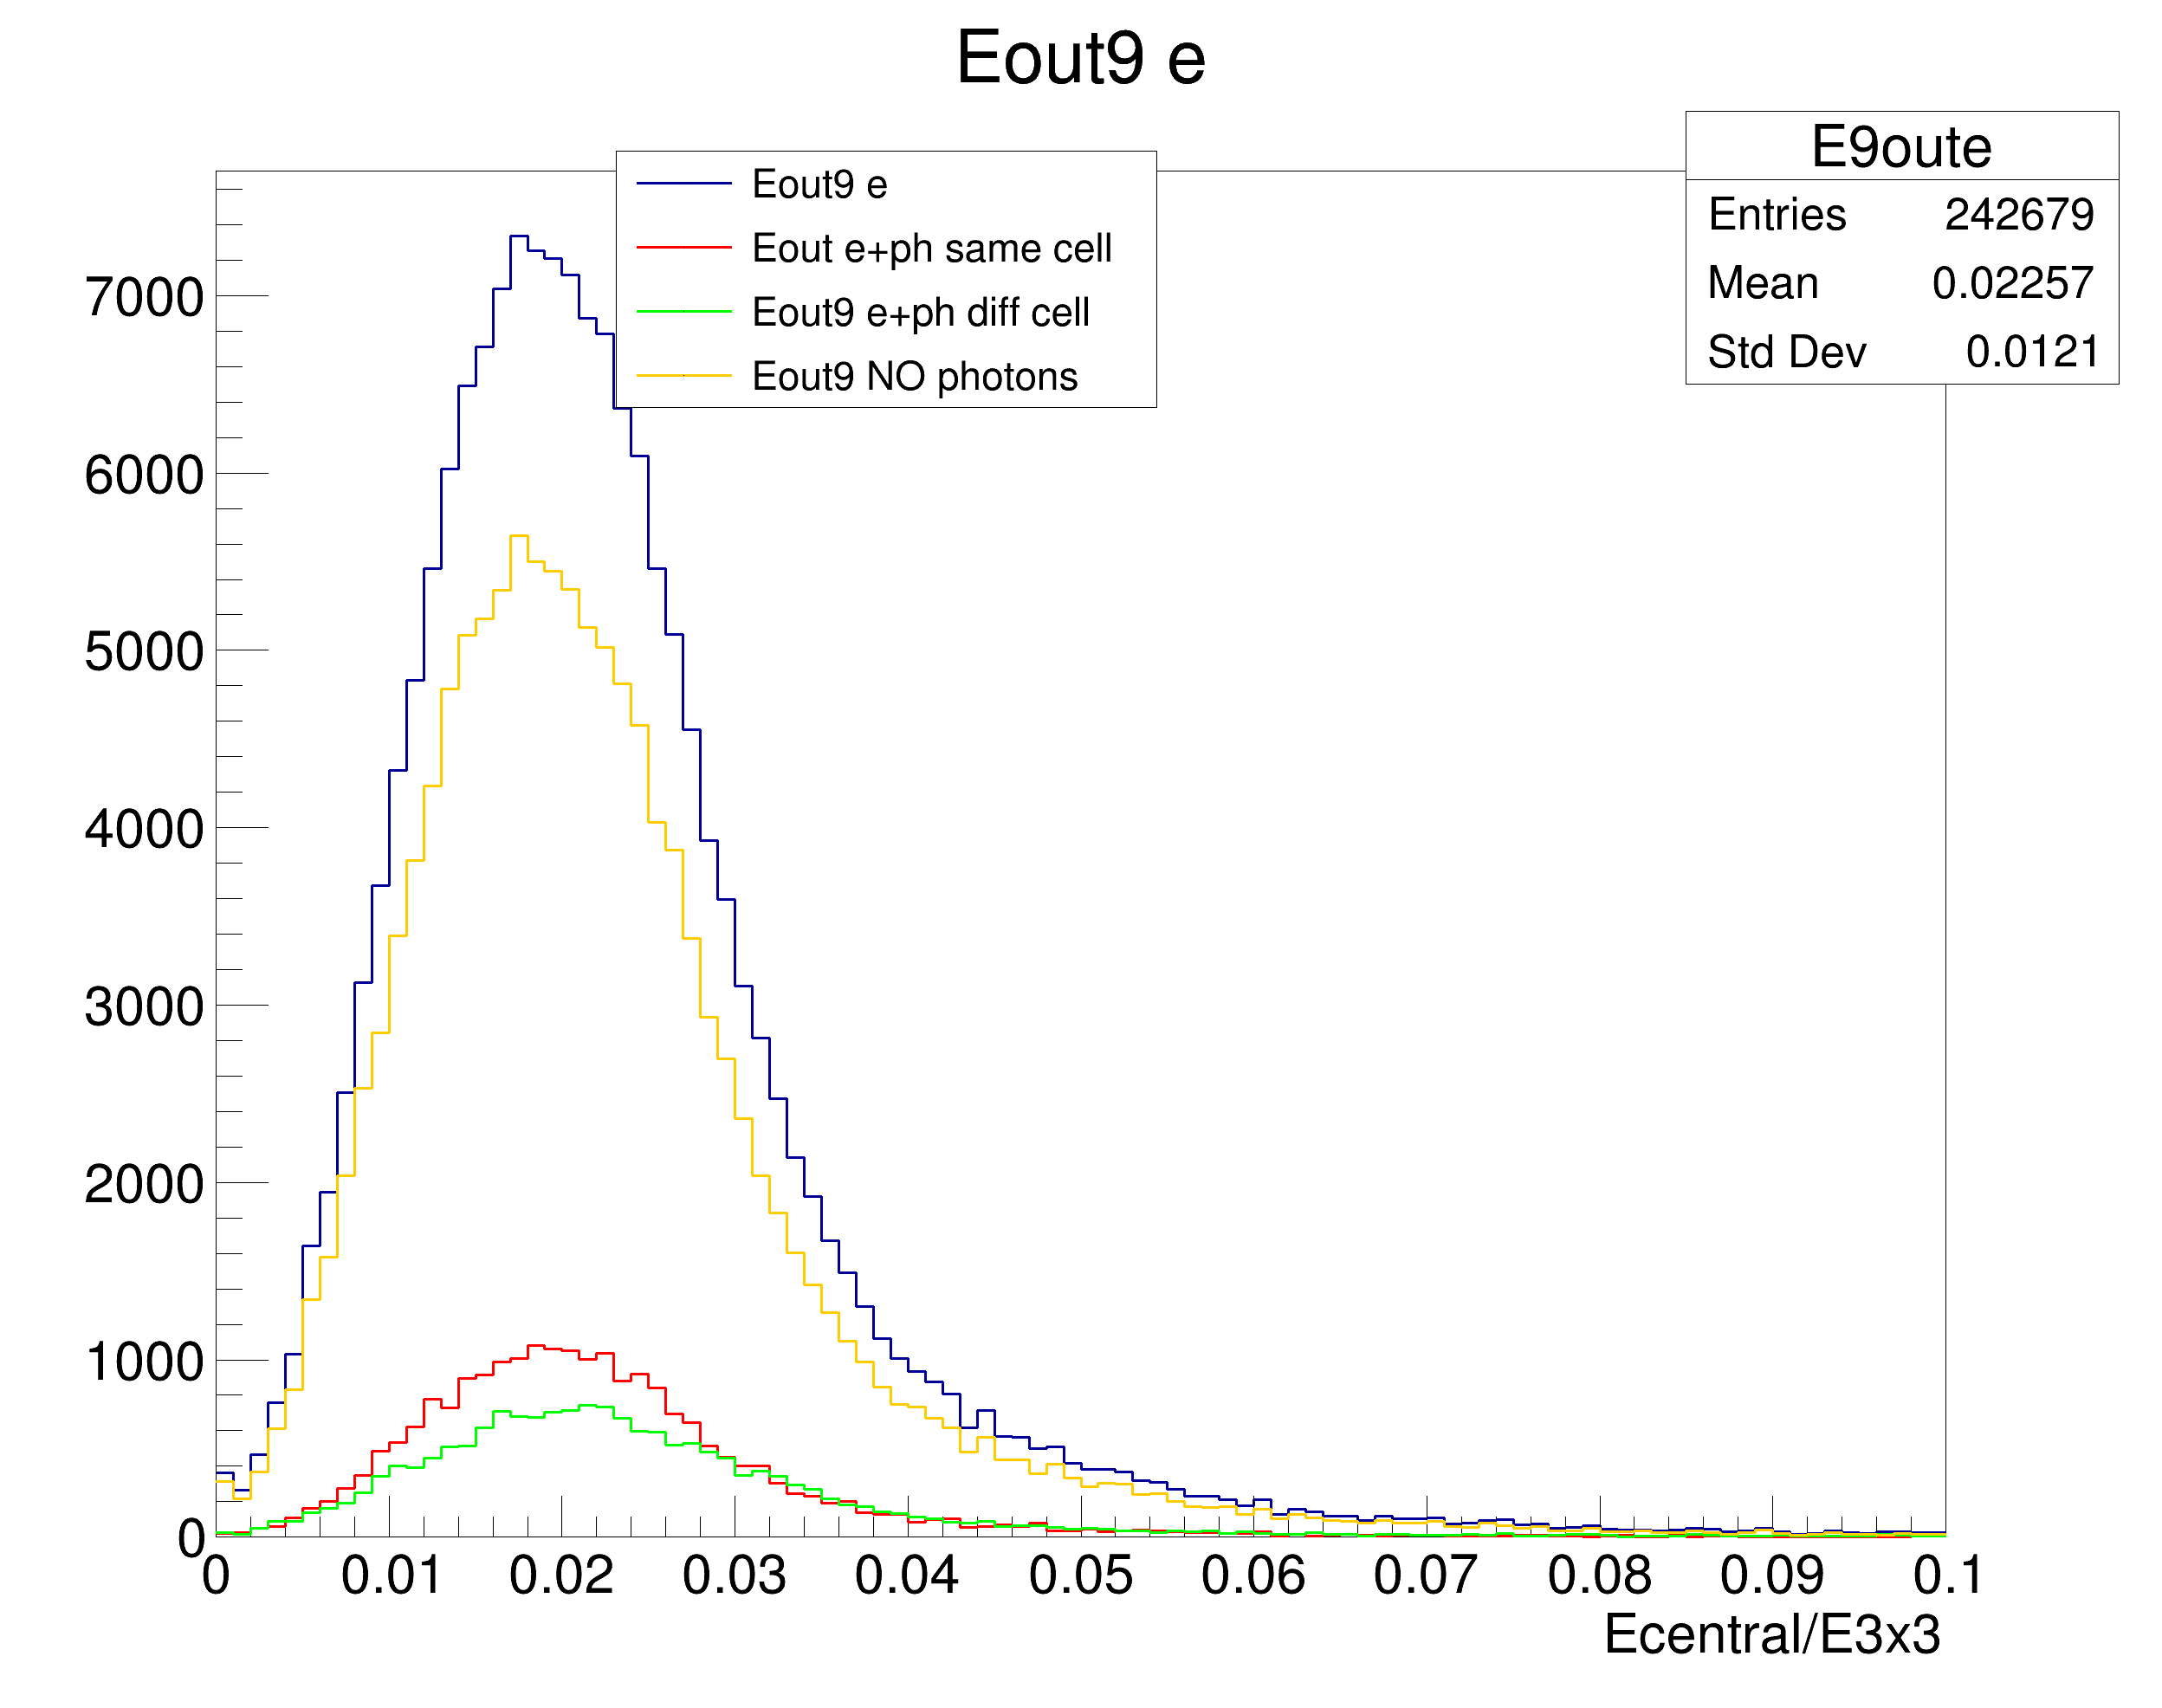 Eout9 e
E9oute
Entries 242679
Mean 0.02257
Std Dev 0.0121
Eout9 e
Eout e+ph same cell
Eout9 e+ph diff cell
Eout9 NO photons
7000
6000
5000
4000
3000
2000
1000
0
0 0.01 0.02 0.03 0.04 0.05 0.06 0.07 0.08 0.09 0.1
Ecentral/E3x3